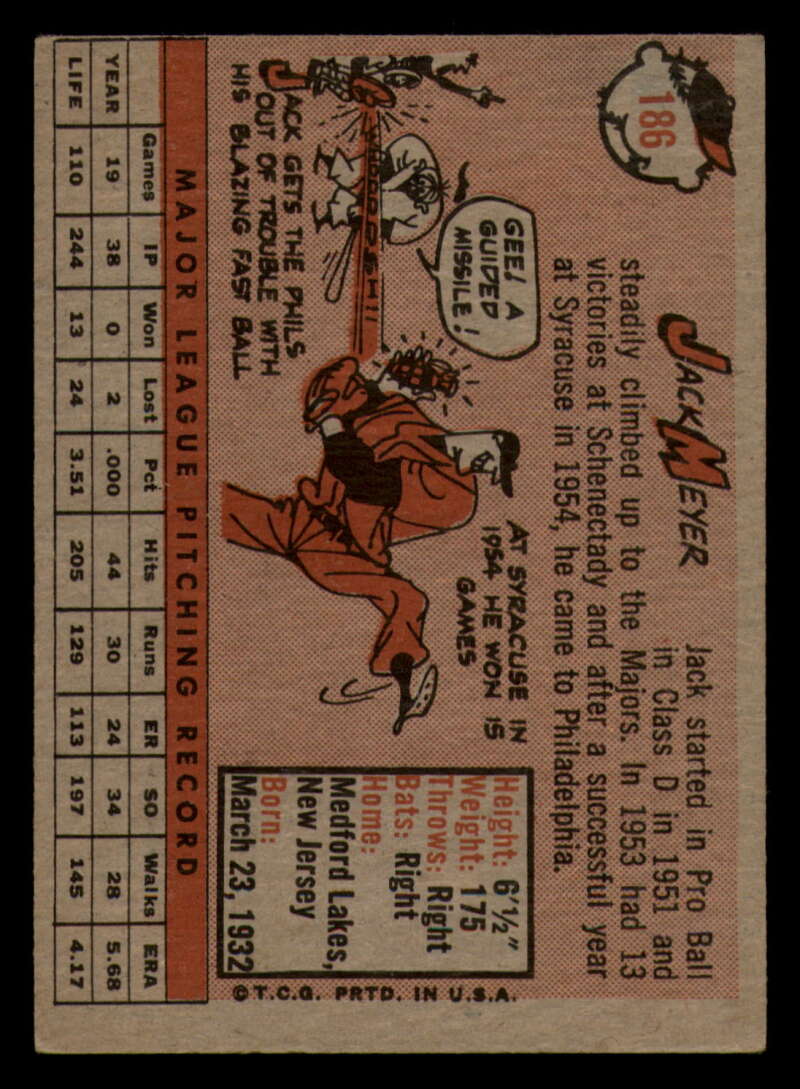 186
JACK MEYER
Jack started in Pro Ball
in Class D in 1951 and
steadily climbed up to the Majors. In 1953 had 13
victories at Schenectady and after a successful year
at Syracuse in 1954, he came to Philadelphia.
GEE! A
GUIDED
MISSILE!
WHOOOOSH!!
JACK GETS THE PHILS
OUT OF TROUBLE WITH
HIS BLAZING FAST BALL
AT SYRACUSE IN
1954 HE WON 15
GAMES
Height: 6'½"
Weight: 175
Throws: Right
Bats: Right
Home:
Medford Lakes,
New Jersey
Born:
March 23, 1932
©T.C.G. PRTD. IN U.S.A.
MAJOR LEAGUE PITCHING RECORD
Games IP Won Lost Pct Hits Runs ER SO Walks ERA
YEAR 19 38 0 2 .000 44 30 24 34 28 5.68
LIFE 110 244 13 24 3.51 205 129 113 197 145 4.17